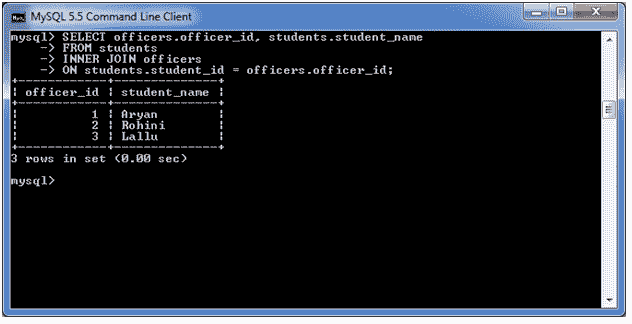 MySQL 5.5 Command Line Client
mysql> SELECT officers.officer_id, students.student_name
    -> FROM students
    -> INNER JOIN officers
    -> ON students.student_id = officers.officer_id;
+------------+--------------+
| officer_id | student_name |
+------------+--------------+
|          1 | Aryan        |
|          2 | Rohini       |
|          3 | Lallu        |
+------------+--------------+
3 rows in set (0.00 sec)
mysql>